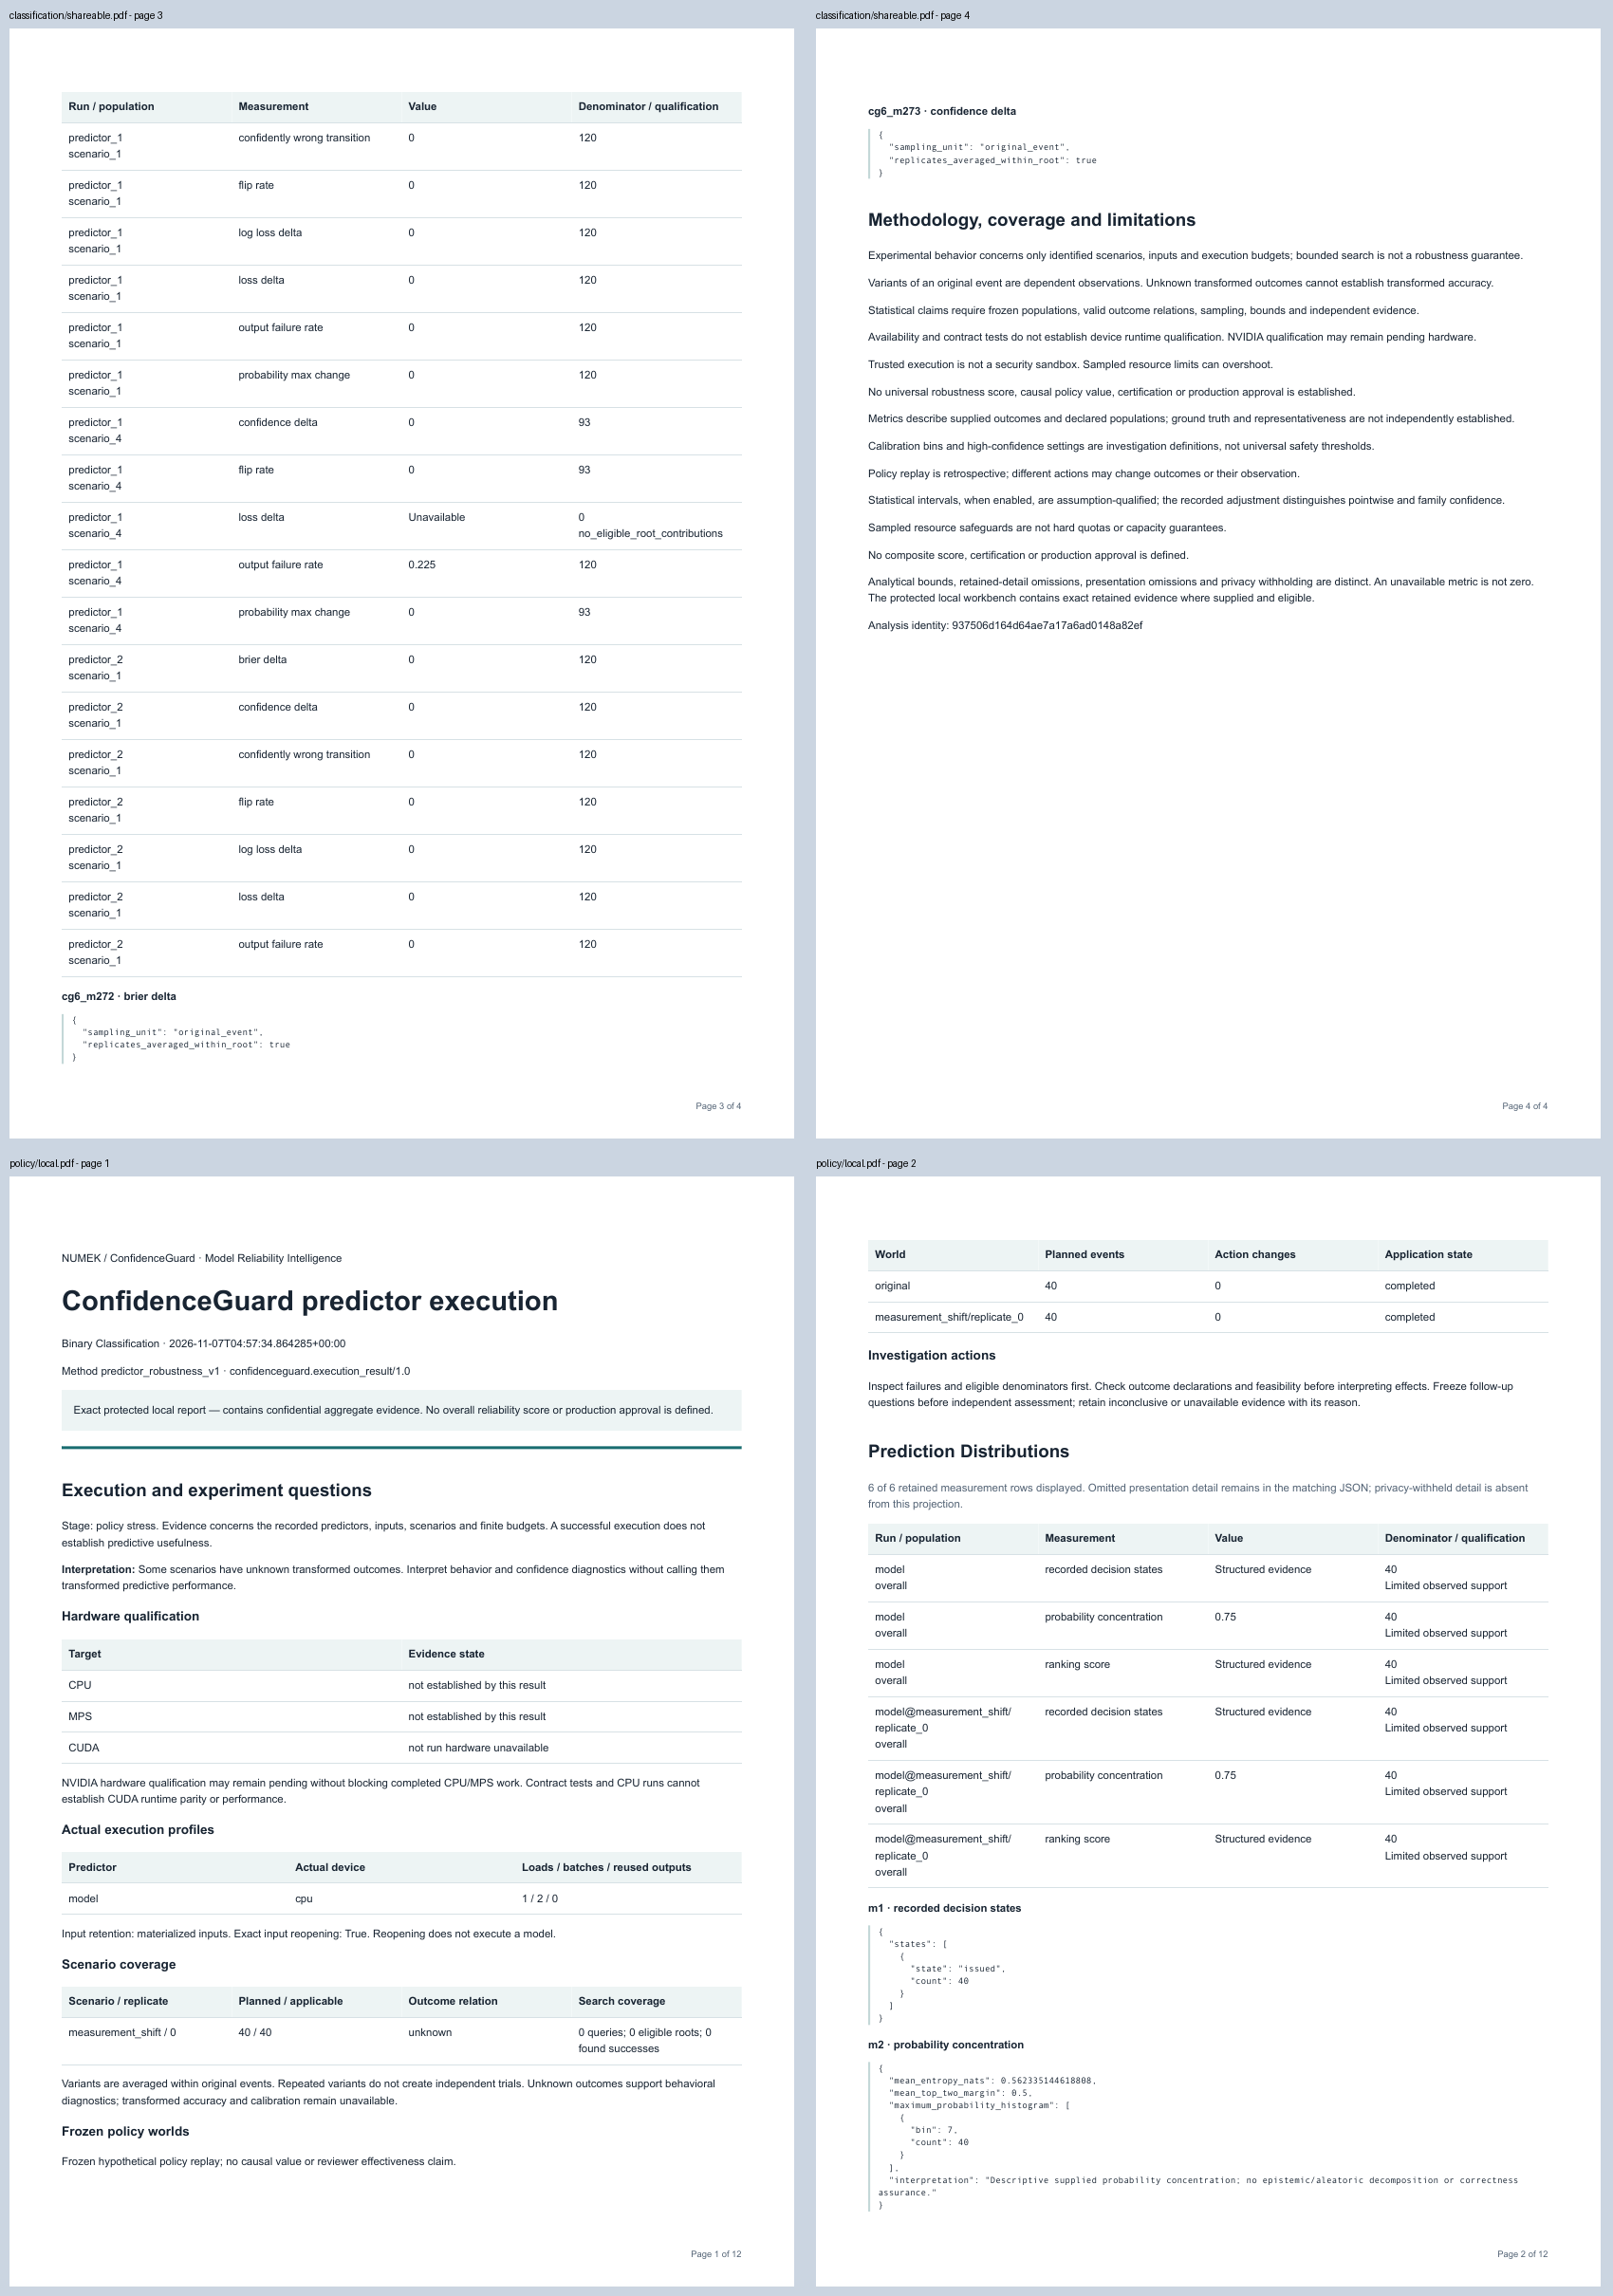 classification/shareable.pdf - page 3
Run / population Measurement Value Denominator / qualification
predictor_1 confidently wrong transition 0 120
scenario_1
predictor_1 flip rate 0 120
scenario_1
predictor_1 log loss delta 0 120
scenario_1
predictor_1 loss delta 0 120
scenario_1
predictor_1 output failure rate 0 120
scenario_1
predictor_1 probability max change 0 120
scenario_1
predictor_1 confidence delta 0 93
scenario_4
predictor_1 flip rate 0 93
scenario_4
predictor_1 loss delta Unavailable 0
scenario_4 no_eligible_root_contributions
predictor_1 output failure rate 0.225 120
scenario_4
predictor_1 probability max change 0 93
scenario_4
predictor_2 brier delta 0 120
scenario_1
predictor_2 confidence delta 0 120
scenario_1
predictor_2 confidently wrong transition 0 120
scenario_1
predictor_2 flip rate 0 120
scenario_1
predictor_2 log loss delta 0 120
scenario_1
predictor_2 loss delta 0 120
scenario_1
predictor_2 output failure rate 0 120
scenario_1
cg6_m272 · brier delta
{
"sampling_unit": "original_event",
"replicates_averaged_within_root": true
}
Page 3 of 4
classification/shareable.pdf - page 4
cg6_m273 · confidence delta
{
"sampling_unit": "original_event",
"replicates_averaged_within_root": true
}
Methodology, coverage and limitations
Experimental behavior concerns only identified scenarios, inputs and execution budgets; bounded search is not a robustness guarantee.
Variants of an original event are dependent observations. Unknown transformed outcomes cannot establish transformed accuracy.
Statistical claims require frozen populations, valid outcome relations, sampling, bounds and independent evidence.
Availability and contract tests do not establish device runtime qualification. NVIDIA qualification may remain pending hardware.
Trusted execution is not a security sandbox. Sampled resource limits can overshoot.
No universal robustness score, causal policy value, certification or production approval is established.
Metrics describe supplied outcomes and declared populations; ground truth and representativeness are not independently established.
Calibration bins and high-confidence settings are investigation definitions, not universal safety thresholds.
Policy replay is retrospective; different actions may change outcomes or their observation.
Statistical intervals, when enabled, are assumption-qualified; the recorded adjustment distinguishes pointwise and family confidence.
Sampled resource safeguards are not hard quotas or capacity guarantees.
No composite score, certification or production approval is defined.
Analytical bounds, retained-detail omissions, presentation omissions and privacy withholding are distinct. An unavailable metric is not zero.
The protected local workbench contains exact retained evidence where supplied and eligible.
Analysis identity: 937506d164d64ae7a17a6ad0148a82ef
Page 4 of 4
policy/local.pdf - page 1
NUMEK / ConfidenceGuard · Model Reliability Intelligence
ConfidenceGuard predictor execution
Binary Classification · 2026-11-07T04:57:34.864285+00:00
Method predictor_robustness_v1 · confidenceguard.execution_result/1.0
Exact protected local report — contains confidential aggregate evidence. No overall reliability score or production approval is defined.
Execution and experiment questions
Stage: policy stress. Evidence concerns the recorded predictors, inputs, scenarios and finite budgets. A successful execution does not
establish predictive usefulness.
Interpretation: Some scenarios have unknown transformed outcomes. Interpret behavior and confidence diagnostics without calling them
transformed predictive performance.
Hardware qualification
Target Evidence state
CPU not established by this result
MPS not established by this result
CUDA not run hardware unavailable
NVIDIA hardware qualification may remain pending without blocking completed CPU/MPS work. Contract tests and CPU runs cannot
establish CUDA runtime parity or performance.
Actual execution profiles
Predictor Actual device Loads / batches / reused outputs
model cpu 1 / 2 / 0
Input retention: materialized inputs. Exact input reopening: True. Reopening does not execute a model.
Scenario coverage
Scenario / replicate Planned / applicable Outcome relation Search coverage
measurement_shift / 0 40 / 40 unknown 0 queries; 0 eligible roots; 0
found successes
Variants are averaged within original events. Repeated variants do not create independent trials. Unknown outcomes support behavioral
diagnostics; transformed accuracy and calibration remain unavailable.
Frozen policy worlds
Frozen hypothetical policy replay; no causal value or reviewer effectiveness claim.
Page 1 of 12
policy/local.pdf - page 2
World Planned events Action changes Application state
original 40 0 completed
measurement_shift/replicate_0 40 0 completed
Investigation actions
Inspect failures and eligible denominators first. Check outcome declarations and feasibility before interpreting effects. Freeze follow-up
questions before independent assessment; retain inconclusive or unavailable evidence with its reason.
Prediction Distributions
6 of 6 retained measurement rows displayed. Omitted presentation detail remains in the matching JSON; privacy-withheld detail is absent
from this projection.
Run / population Measurement Value Denominator / qualification
model recorded decision states Structured evidence 40
overall Limited observed support
model probability concentration 0.75 40
overall Limited observed support
model ranking score Structured evidence 40
overall Limited observed support
model@measurement_shift/ recorded decision states Structured evidence 40
replicate_0 Limited observed support
overall
model@measurement_shift/ probability concentration 0.75 40
replicate_0 Limited observed support
overall
model@measurement_shift/ ranking score Structured evidence 40
replicate_0 Limited observed support
overall
m1 · recorded decision states
{
"states": [
{
"state": "issued",
"count": 40
}
]
}
m2 · probability concentration
{
"mean_entropy_nats": 0.562335144618808,
"mean_top_two_margin": 0.5,
"maximum_probability_histogram": [
{
"bin": 7,
"count": 40
}
],
"interpretation": "Descriptive supplied probability concentration; no epistemic/aleatoric decomposition or correctness
assurance."
}
Page 2 of 12